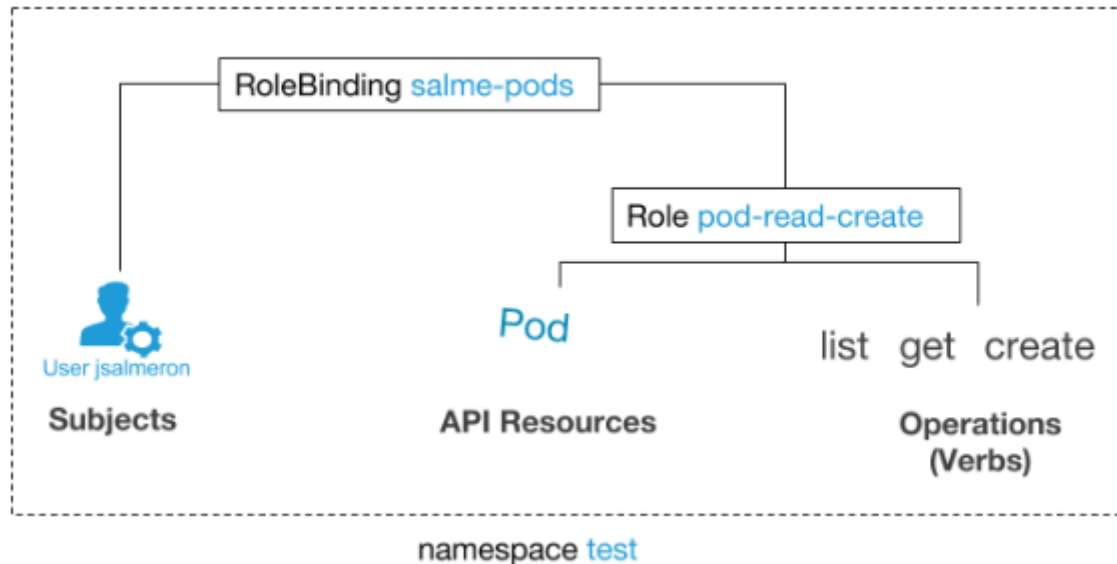 RoleBinding salme-pods
Role pod-read-create
User jsalmeron
Pod
list get create
Subjects
API Resources
Operations
(Verbs)
namespace test